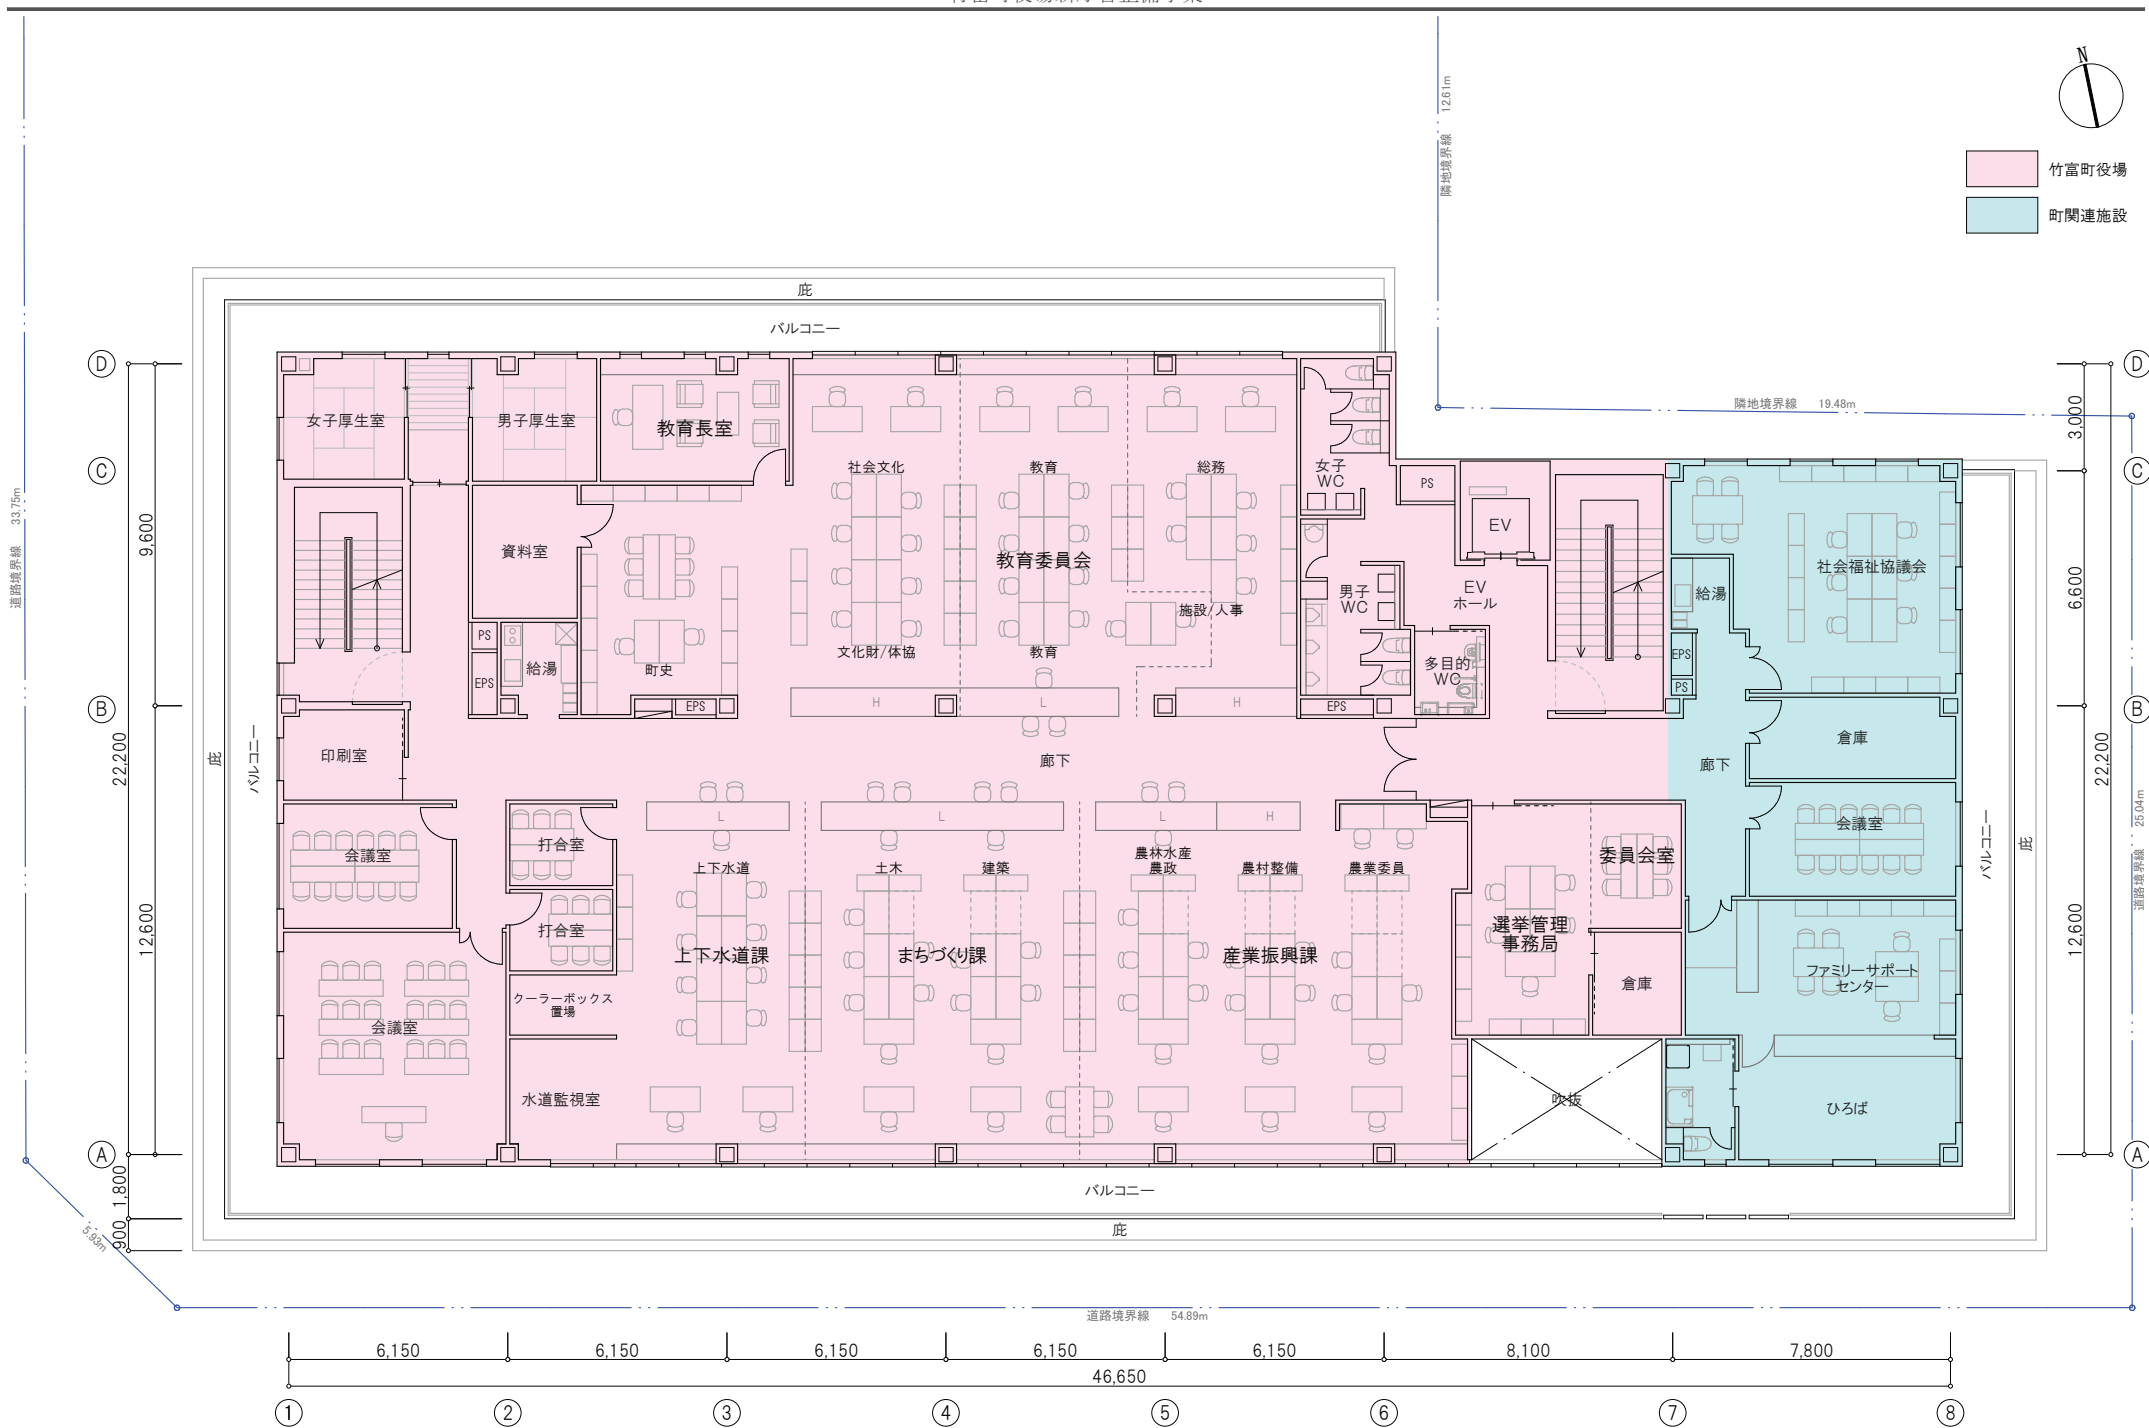 竹富町役場新庁舎整備事業
N
竹富町役場
町関連施設
隣地境界線 12.61m
隣地境界線 19.48m
道路境界線 33.75m
道路境界線 25.04m
道路境界線 54.89m
5.93m
庇
バルコニー
D
C
B
A
9,600
12,600
22,200
1,800
900
D
C
B
A
3,000
6,600
12,600
22,200
女子厚生室
男子厚生室
教育長室
社会文化
教育
総務
女子
WC
PS
EV
資料室
教育委員会
社会福祉協議会
EV
ホール
給湯
男子
WC
施設/人事
PS
給湯
EPS
町史
文化財/体協
教育
多目的
WC
EPS
PS
EPS
H
L
H
EPS
バルコニー
庇
印刷室
廊下
廊下
倉庫
L
L
L
H
会議室
打合室
上下水道
土木
建築
農林水産
農政
農村整備
農業委員
委員会室
会議室
バルコニー
庇
打合室
上下水道課
まちづくり課
産業振興課
選挙管理
事務局
倉庫
ファミリーサポート
センター
クーラーボックス
置場
会議室
水道監視室
吹抜
ひろば
バルコニー
庇
6,150
6,150
6,150
6,150
6,150
8,100
7,800
46,650
1
2
3
4
5
6
7
8